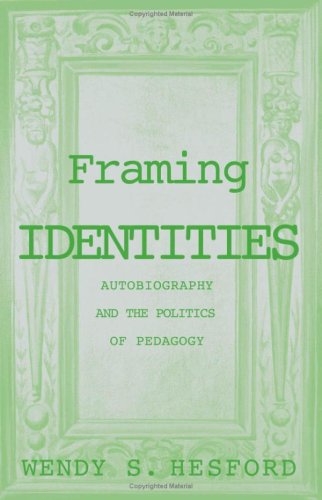 Framing
IDENTITIES
AUTOBIOGRAPHY
AND THE POLITICS
OF PEDAGOGY
WENDY S. HESFORD